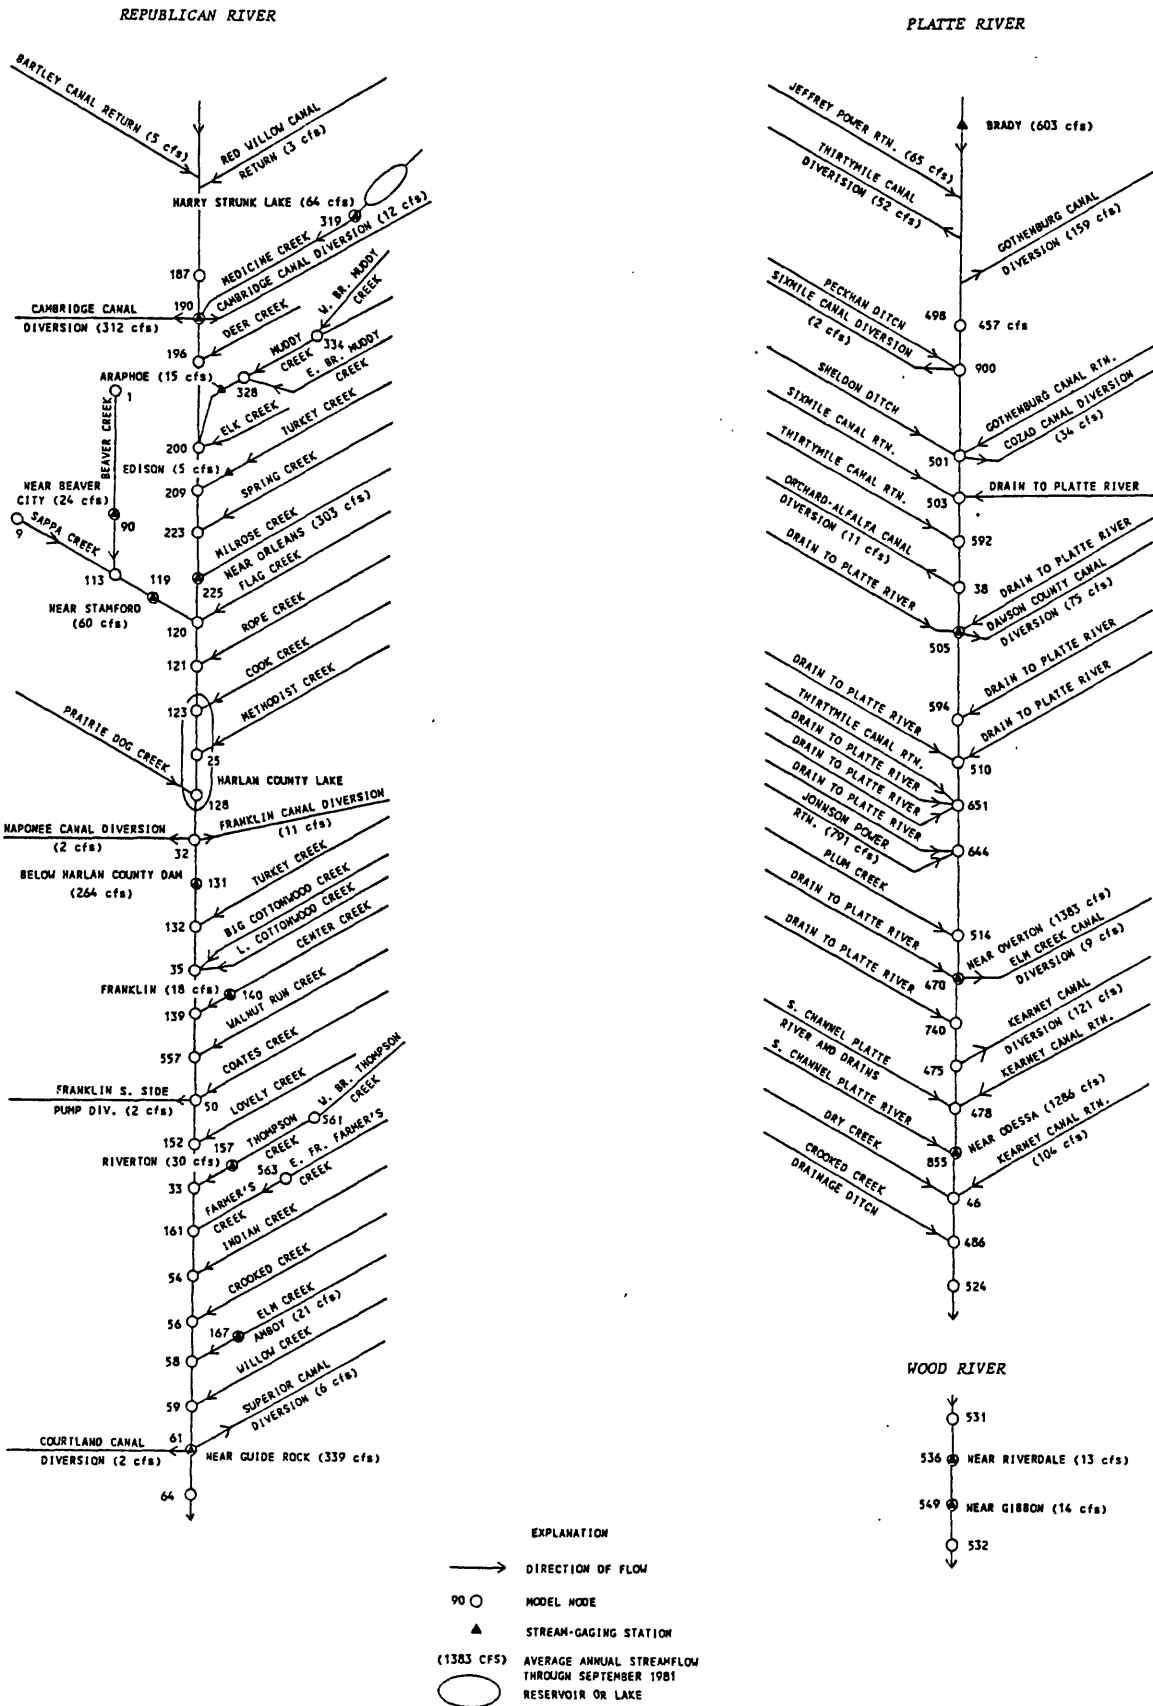 REPUBLICAN RIVER
BARTLEY CANAL RETURN (5 cfs)
RED WILLOW CANAL
RETURN (3 cfs)
HARRY STRUNK LAKE (64 cfs)
319
MEDICINE CREEK
CAMBRIDGE CANAL DIVERSION (12 cfs)
187
190
CAMBRIDGE CANAL
DIVERSION (312 cfs)
DEER CREEK
W. BR. MUDDY
CREEK
196
MUDDY
CREEK
334
E. BR. MUDDY
CREEK
ARAPHOE (15 cfs)
328
1
BEAVER CREEK
ELK CREEK
200
TURKEY CREEK
EDISON (5 cfs)
209
SPRING CREEK
NEAR BEAVER
CITY (24 cfs)
90
223
9
SAPPA CREEK
MILROSE CREEK
NEAR ORLEANS (303 cfs)
225
FLAG CREEK
113
119
NEAR STAMFORD
(60 cfs)
120
ROPE CREEK
121
COOK CREEK
123
METHODIST CREEK
25
PRAIRIE DOG CREEK
HARLAN COUNTY LAKE
128
NAPONEE CANAL DIVERSION
(2 cfs)
FRANKLIN CANAL DIVERSION
(11 cfs)
32
BELOW HARLAN COUNTY DAM
(264 cfs)
131
TURKEY CREEK
132
BIG COTTONWOOD CREEK
L. COTTONWOOD CREEK
35
CENTER CREEK
FRANKLIN (18 cfs)
140
139
WALNUT RUN CREEK
557
COATES CREEK
FRANKLIN S. SIDE
PUMP DIV. (2 cfs)
50
LOVELY CREEK
152
157
THOMPSON
CREEK
W. BR. THOMPSON
CREEK
561
RIVERTON (30 cfs)
33
563
E. FR. FARMER'S
CREEK
FARMER'S
CREEK
161
INDIAN CREEK
54
CROOKED CREEK
56
ELM CREEK
167
AMBOY (21 cfs)
58
WILLOW CREEK
59
SUPERIOR CANAL
DIVERSION (6 cfs)
61
COURTLAND CANAL
DIVERSION (2 cfs)
NEAR GUIDE ROCK (339 cfs)
64
PLATTE RIVER
BRADY (603 cfs)
JEFFREY POWER RTN. (65 cfs)
THIRTYMILE CANAL
DIVERISION (52 cfs)
GOTHENBURG CANAL
DIVERSION (159 cfs)
498
457 cfs
PECKHAN DITCH
SIXMILE CANAL DIVERSION
(2 cfs)
900
SHELDON DITCH
GOTHENBURG CANAL RTN.
COZAD CANAL DIVERSION
(34 cfs)
501
SIXMILE CANAL RTN.
DRAIN TO PLATTE RIVER
503
THIRTYMILE CANAL RTN.
592
ORCHARD-ALFALFA CANAL
DIVERSION (11 cfs)
38
DRAIN TO PLATTE RIVER
DRAIN TO PLATTE RIVER
DAWSON COUNTY CANAL
DIVERSION (75 cfs)
505
DRAIN TO PLATTE RIVER
594
DRAIN TO PLATTE RIVER
DRAIN TO PLATTE RIVER
510
THIRTYMILE CANAL RTN.
DRAIN TO PLATTE RIVER
DRAIN TO PLATTE RIVER
651
DRAIN TO PLATTE RIVER
JOHNSON POWER
RTN. (791 cfs)
644
PLUM CREEK
514
DRAIN TO PLATTE RIVER
NEAR OVERTON (1383 cfs)
ELM CREEK CANAL
DIVERSION (9 cfs)
470
DRAIN TO PLATTE RIVER
740
KEARNEY CANAL
DIVERSION (121 cfs)
475
S. CHANNEL PLATTE
RIVER AND DRAINS
KEARNEY CANAL RTN.
478
S. CHANNEL PLATTE RIVER
NEAR ODESSA (1286 cfs)
855
DRY CREEK
KEARNEY CANAL RTN.
(104 cfs)
46
CROOKED CREEK
DRAINAGE DITCH
486
524
WOOD RIVER
531
536
NEAR RIVERDALE (13 cfs)
549
NEAR GIBBON (14 cfs)
532
EXPLANATION
DIRECTION OF FLOW
90
MODEL NODE
STREAM-GAGING STATION
(1383 CFS) AVERAGE ANNUAL STREAMFLOW
THROUGH SEPTEMBER 1981
RESERVOIR OR LAKE